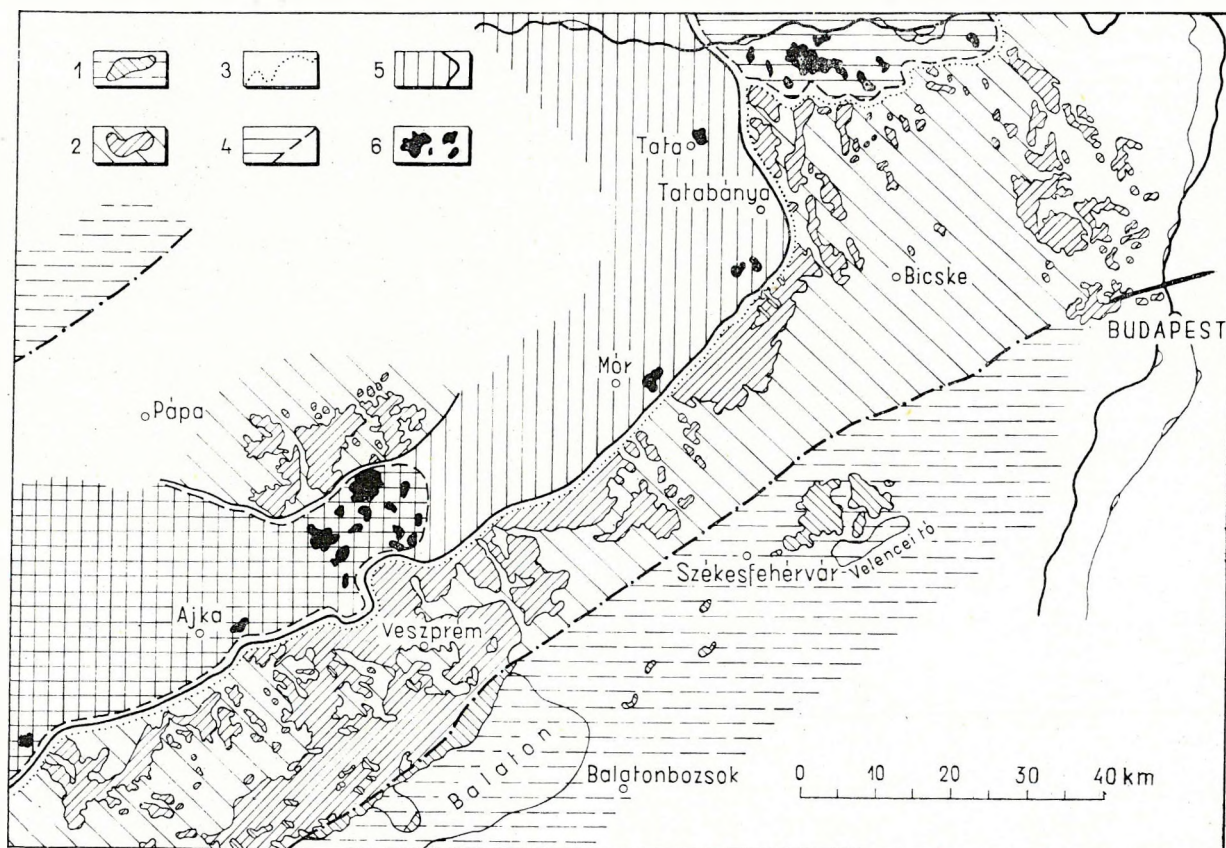 1
3
5
2
4
6
Tata
Tatabánya
Bicske
BUDAPEST
Mór
Pápa
Székesfehérvár
Velencei tó
Ajka
Veszprem
Balaton
Balatonbozsok
0 10 20 30 40 km